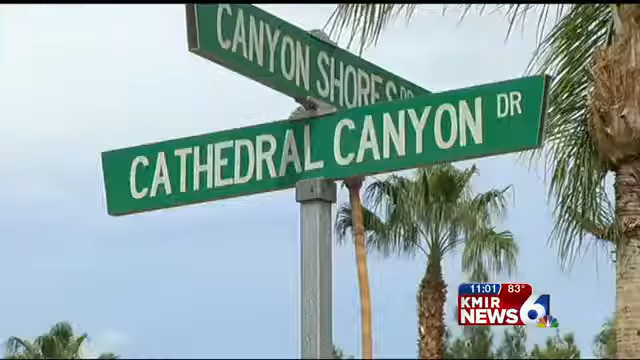 CANYON SHORES DR
CATHEDRAL CANYON DR
11:01 83°
KMIR
NEWS 6